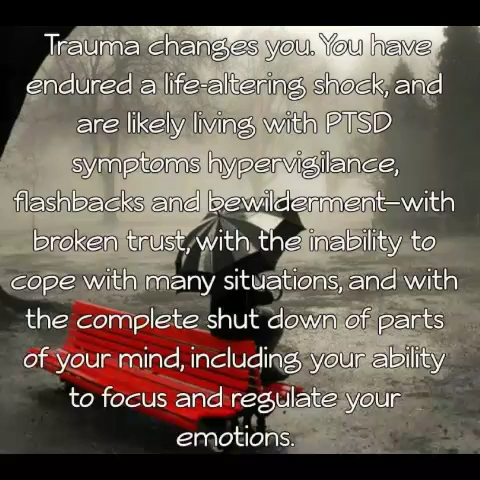 Trauma changes you. You have
endured a life-altering shock, and
are likely living with PTSD
symptoms hypervigilance,
flashbacks and bewilderment—with
broken trust, with the inability to
cope with many situations, and with
the complete shut down of parts
of your mind, including your ability
to focus and regulate your
emotions.